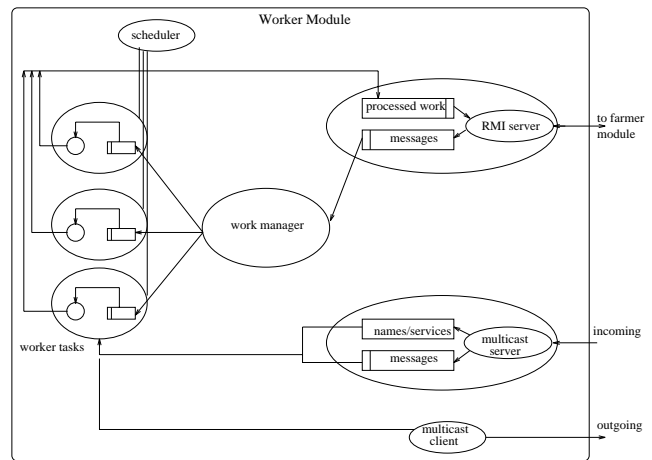 Worker Module
scheduler
processed work
messages
RMI server
to farmer
module
work manager
worker tasks
names/services
messages
multicast
server
incoming
multicast
client
outgoing